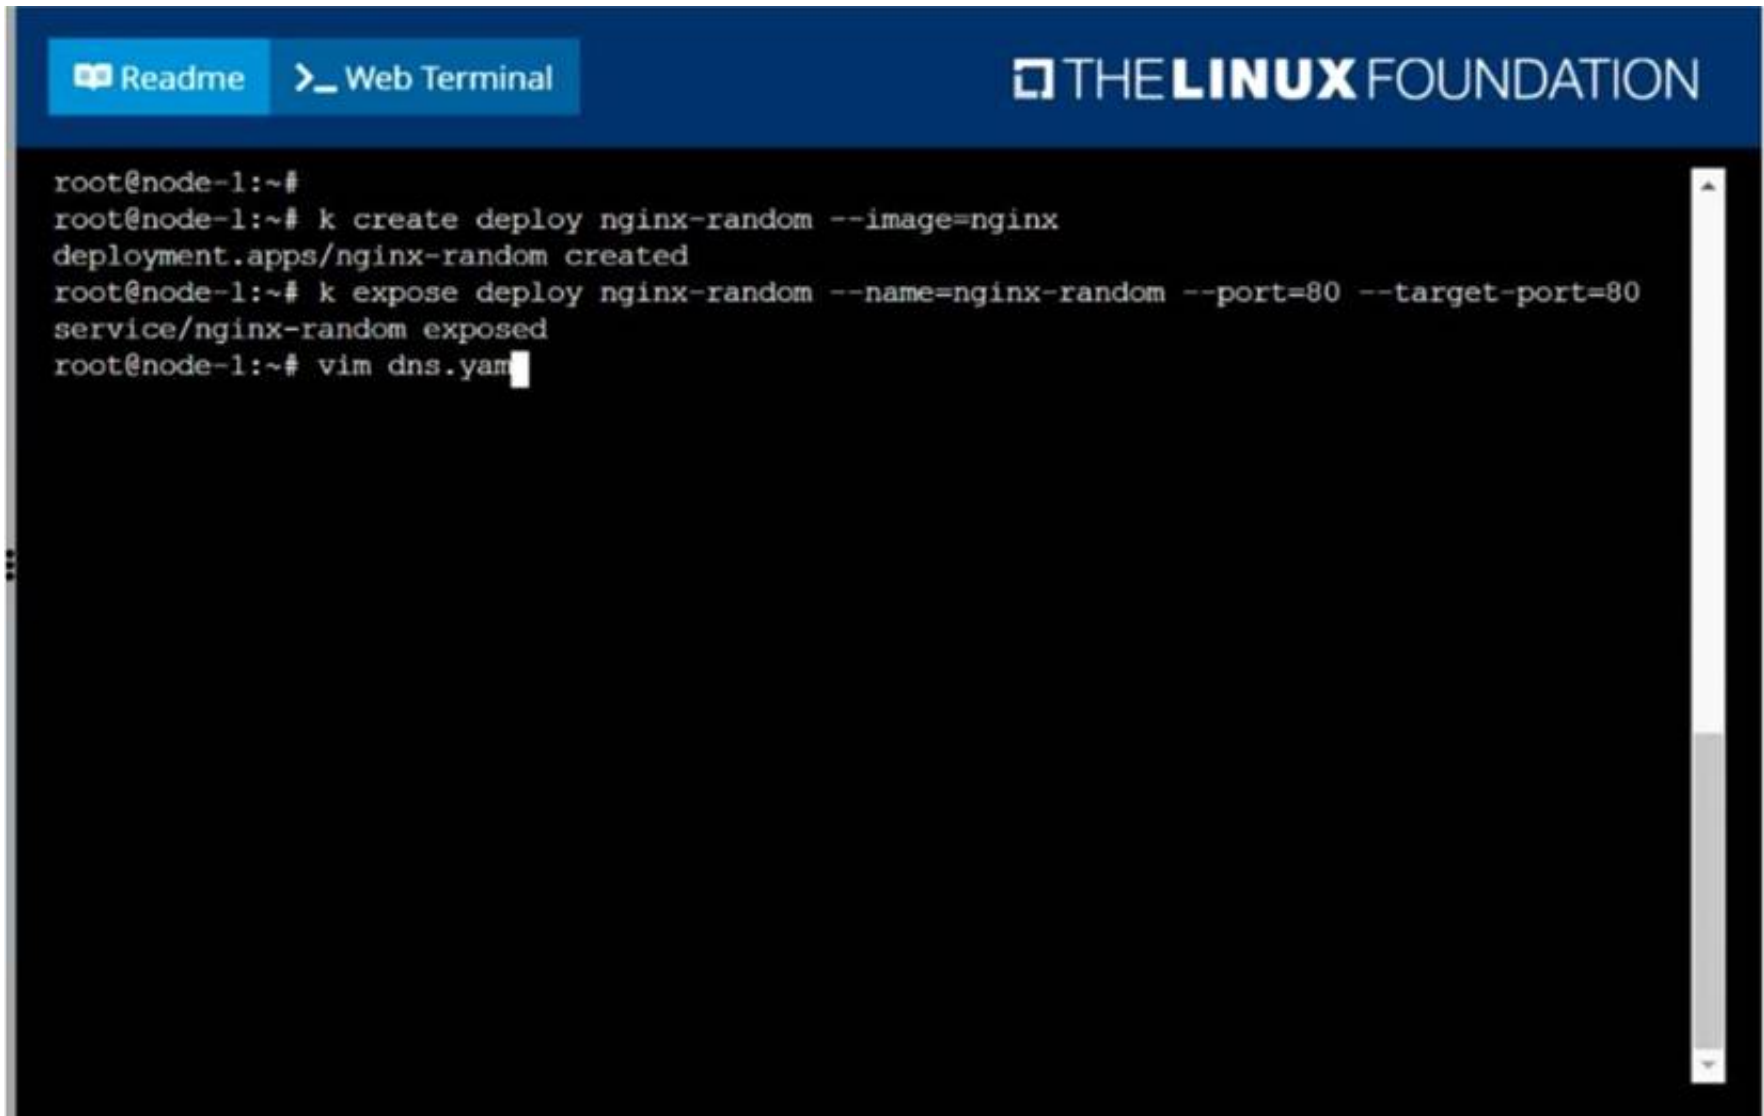 Readme >_ Web Terminal THE LINUX FOUNDATION
root@node-1:~#
root@node-1:~# k create deploy nginx-random --image=nginx
deployment.apps/nginx-random created
root@node-1:~# k expose deploy nginx-random --name=nginx-random --port=80 --target-port=80
service/nginx-random exposed
root@node-1:~# vim dns.yam